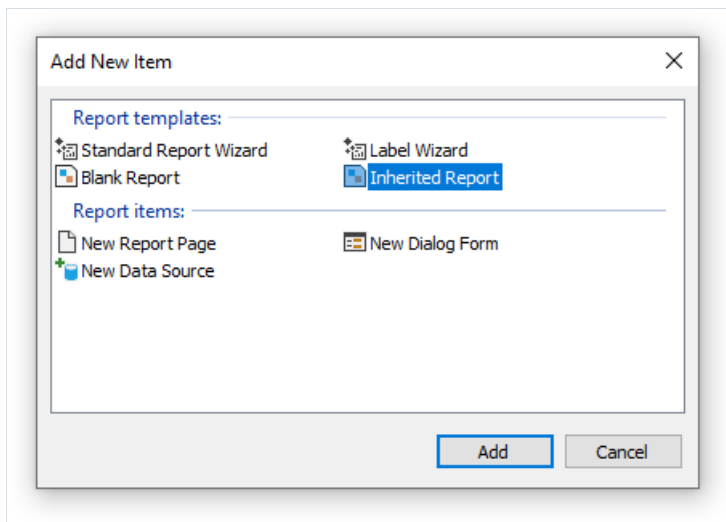 Add New Item
Report templates:
Standard Report Wizard
Label Wizard
Blank Report
Inherited Report
Report items:
New Report Page
New Dialog Form
New Data Source
Add
Cancel